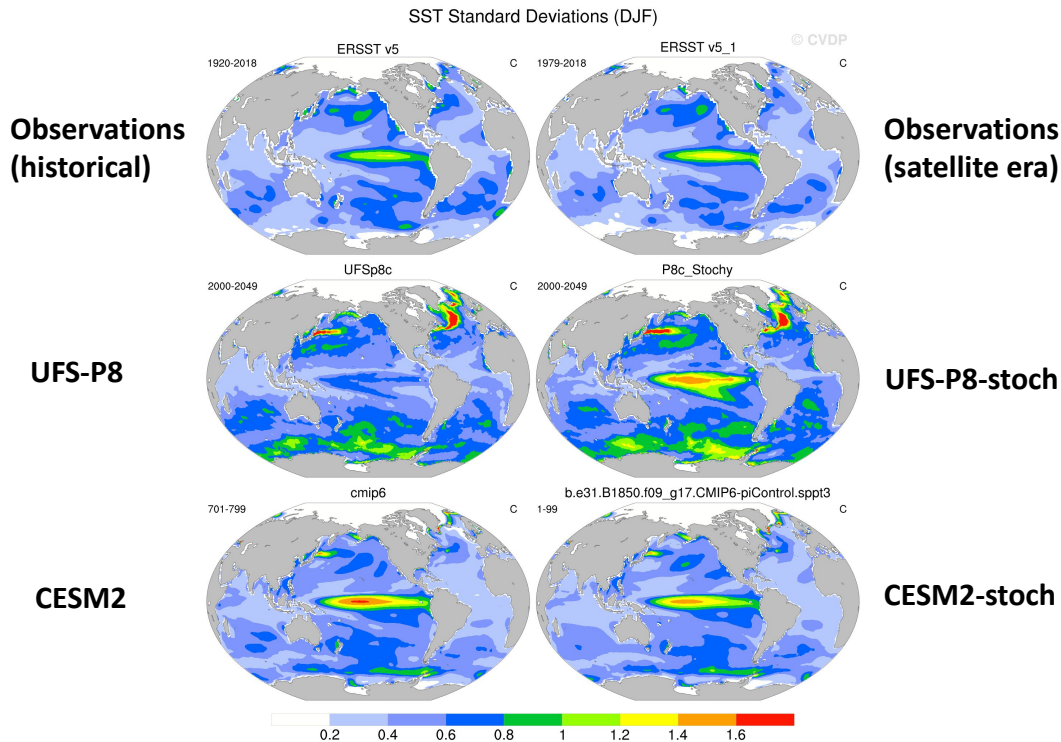 SST Standard Deviations (DJF)
© CVDP
ERSST v5
1920-2018
C
ERSST v5_1
1979-2018
C
Observations
(historical)
Observations
(satellite era)
UFSp8c
2000-2049
C
P8c_Stochy
2000-2049
C
UFS-P8
UFS-P8-stoch
cmip6
701-799
C
b.e31.B1850.f09_g17.CMIP6-piControl.sppt3
1-99
C
CESM2
CESM2-stoch
0.2 0.4 0.6 0.8 1 1.2 1.4 1.6